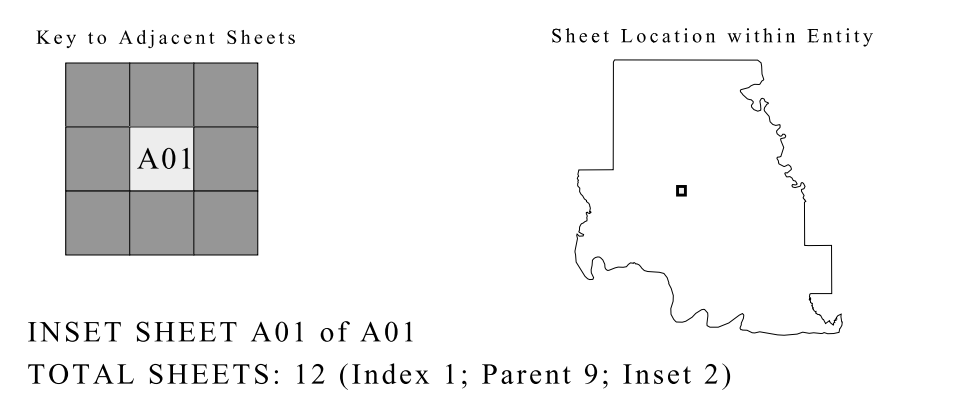 Key to Adjacent Sheets
Sheet Location within Entity
A01
INSET SHEET A01 of A01
TOTAL SHEETS: 12 (Index 1; Parent 9; Inset 2)